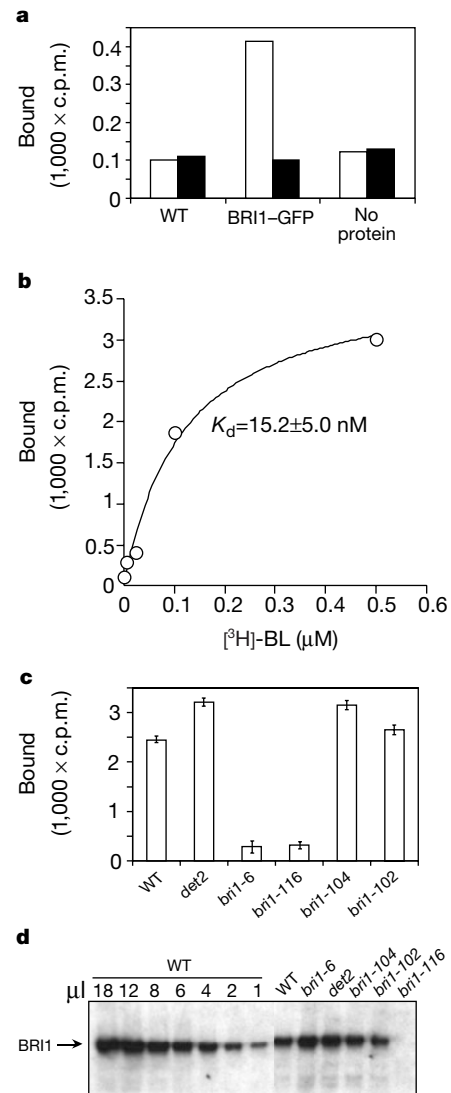 a
Bound
(1,000 × c.p.m.)
0.4
0.3
0.2
0.1
0
WT
BRI1–GFP
No
protein
b
Bound
(1,000 × c.p.m.)
3.5
3
2.5
2
1.5
1
0.5
0
K_d=15.2±5.0 nM
0
0.1
0.2
0.3
0.4
0.5
0.6
[³H]-BL (μM)
c
Bound
(1,000 × c.p.m.)
3
2
1
0
WT
det2
bri1-6
bri1-116
bri1-104
bri1-102
d
WT
μl
18 12 8 6 4 2 1
WT
bri1-6
det2
bri1-104
bri1-102
bri1-116
BRI1